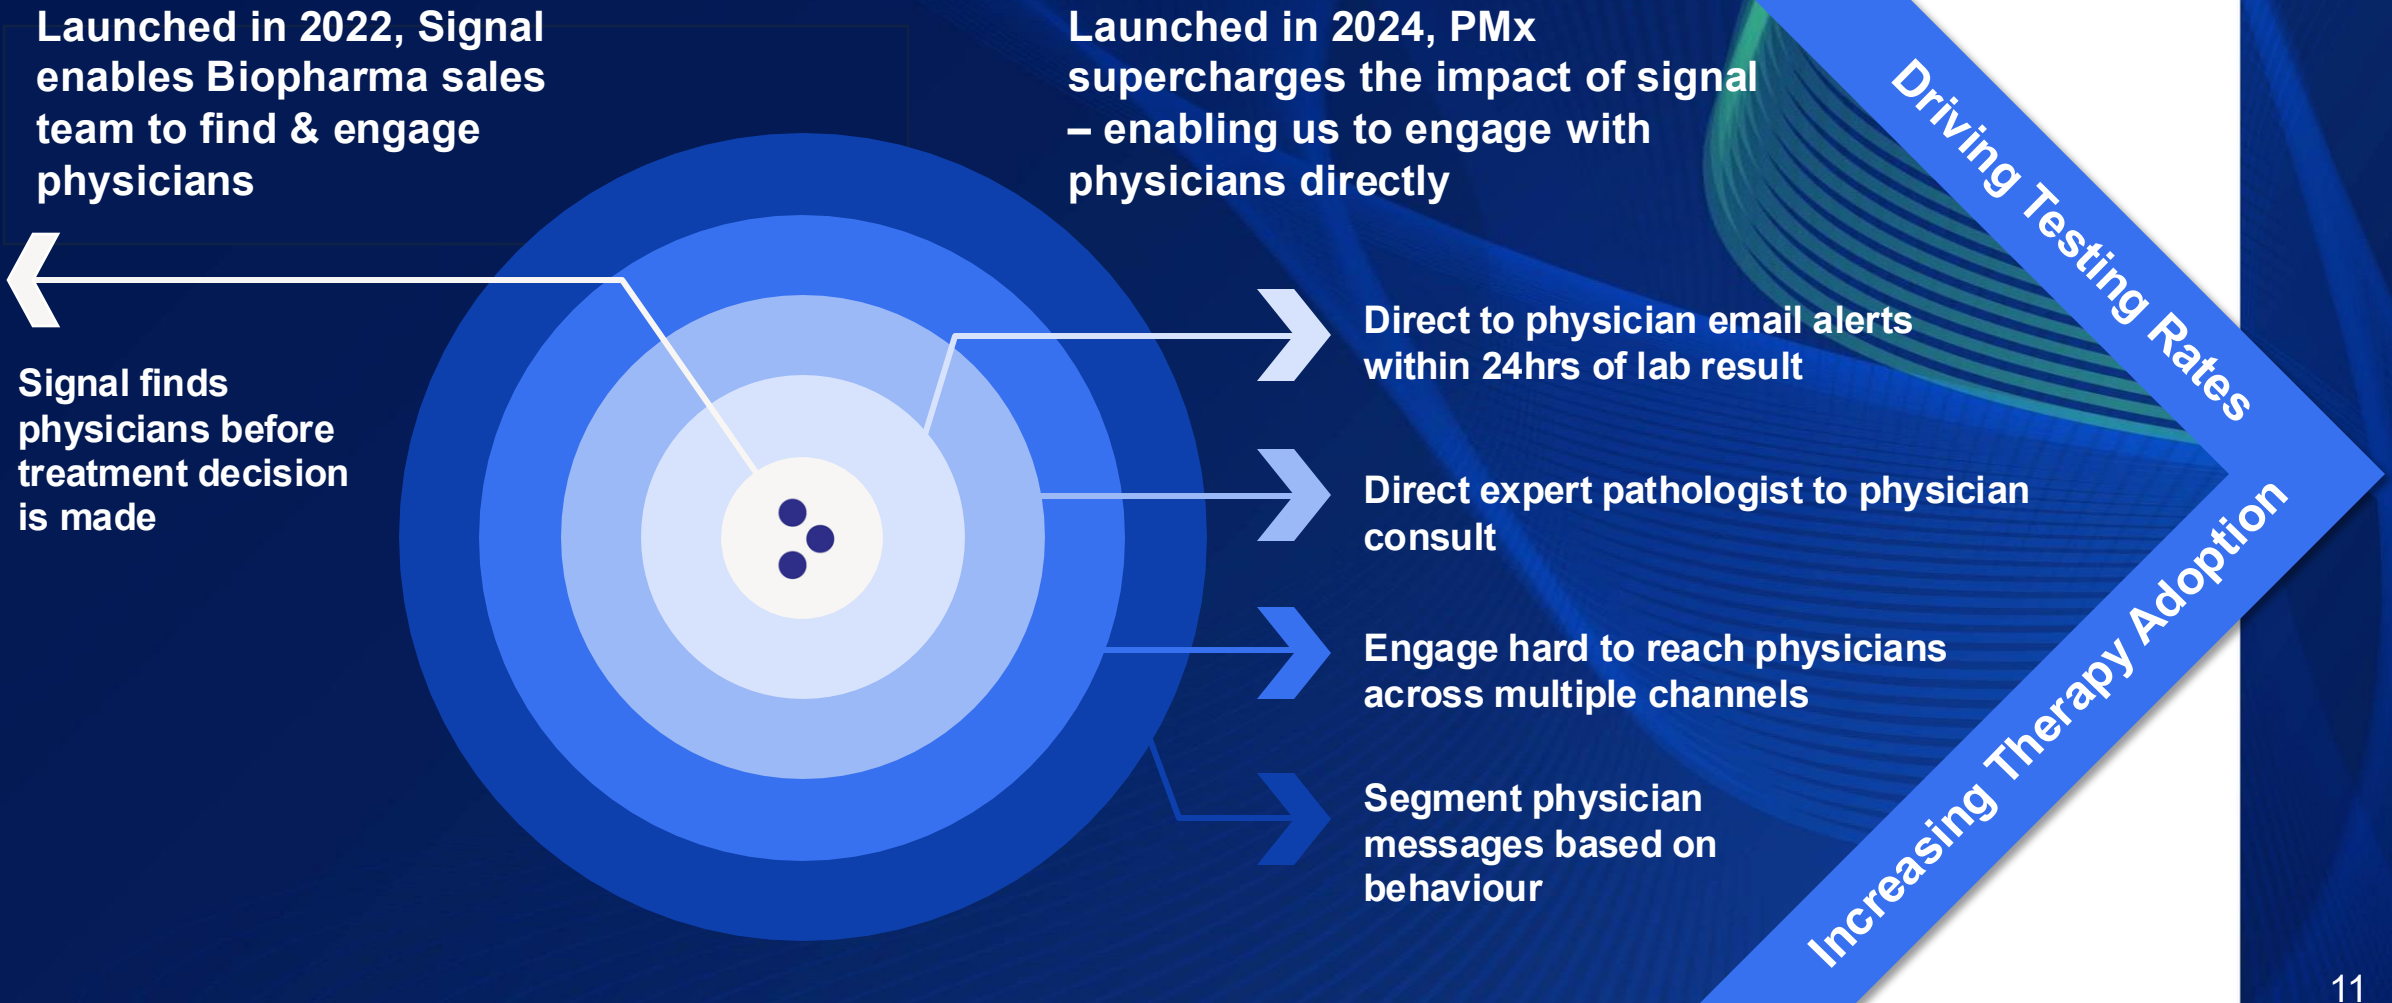 Launched in 2022, Signal
enables Biopharma sales
team to find & engage
physicians
Signal finds
physicians before
treatment decision
is made
Launched in 2024, PMx
supercharges the impact of signal
– enabling us to engage with
physicians directly
Direct to physician email alerts
within 24hrs of lab result
Direct expert pathologist to physician
consult
Engage hard to reach physicians
across multiple channels
Segment physician
messages based on
behaviour
Driving Testing Rates
Increasing Therapy Adoption
11